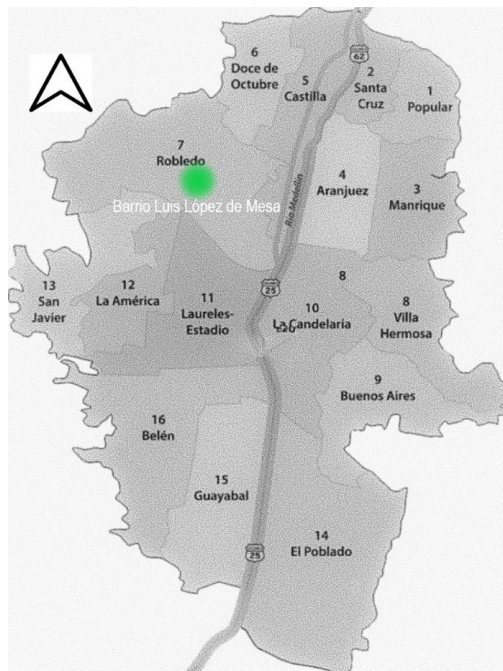 6
Doce de
Octubre
5
Castilla
62
2
Santa
Cruz
1
Popular
7
Robledo
4
Aranjuez
3
Manrique
Río Medellín
Barrio Luis López de Mesa
13
San
Javier
12
La América
11
Laureles-
Estadio
25
8
10
La Candelaria
8
Villa
Hermosa
9
Buenos Aires
16
Belén
15
Guayabal
14
El Poblado
25